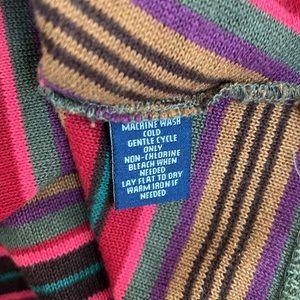 MACHINE WASH
COLD
GENTLE CYCLE
ONLY
NON-CHLORINE
BLEACH WHEN
NEEDED
LAY FLAT TO DRY
WARM IRON IF
NEEDED